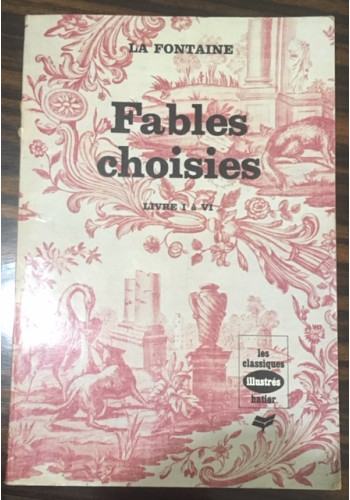 LA FONTAINE
Fables
choisies
LIVRE I à VI
les
classiques
illustrés
hatier